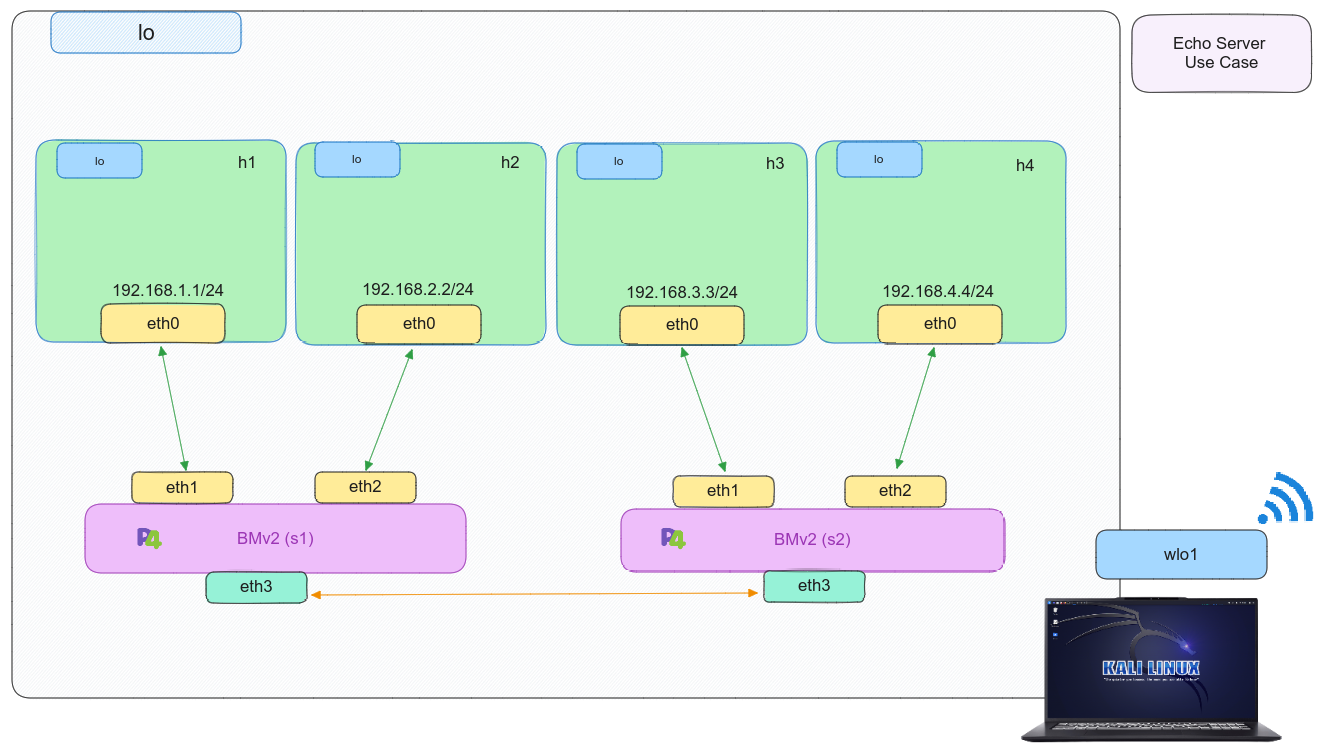 lo
Echo Server
Use Case
lo
h1
lo
h2
lo
h3
lo
h4
192.168.1.1/24
192.168.2.2/24
192.168.3.3/24
192.168.4.4/24
eth0
eth0
eth0
eth0
eth1
eth2
eth1
eth2
P4
BMv2 (s1)
P4
BMv2 (s2)
eth3
eth3
wlo1
KALI LINUX